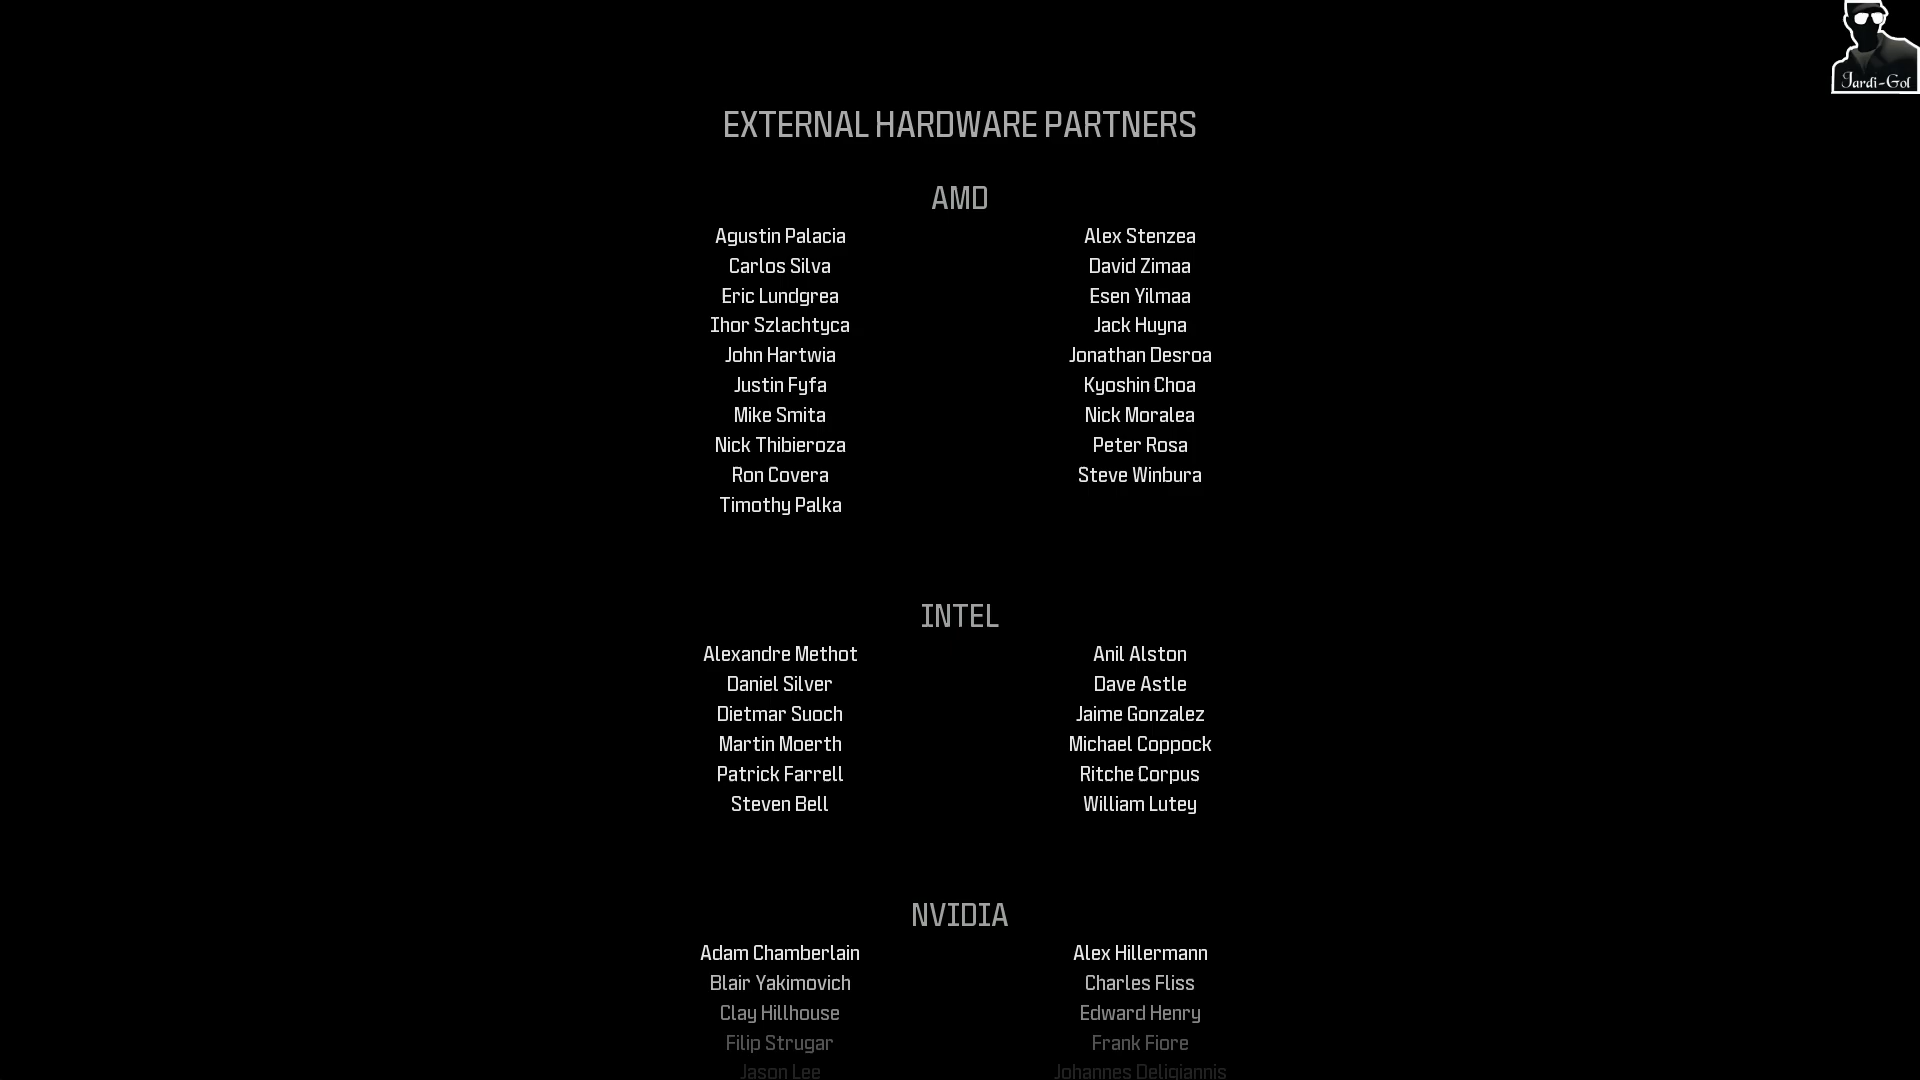 Jardi-Gol
EXTERNAL HARDWARE PARTNERS
AMD
Agustin Palacia Alex Stenzea
Carlos Silva David Zimaa
Eric Lundgrea Esen Yilmaa
Ihor Szlachtyca Jack Huyna
John Hartwia Jonathan Desroa
Justin Fyfa Kyoshin Choa
Mike Smita Nick Moralea
Nick Thibieroza Peter Rosa
Ron Covera Steve Winbura
Timothy Palka
INTEL
Alexandre Methot Anil Alston
Daniel Silver Dave Astle
Dietmar Suoch Jaime Gonzalez
Martin Moerth Michael Coppock
Patrick Farrell Ritche Corpus
Steven Bell William Lutey
NVIDIA
Adam Chamberlain Alex Hillermann
Blair Yakimovich Charles Fliss
Clay Hillhouse Edward Henry
Filip Strugar Frank Fiore
Jason Lee Johannes Deligiannis